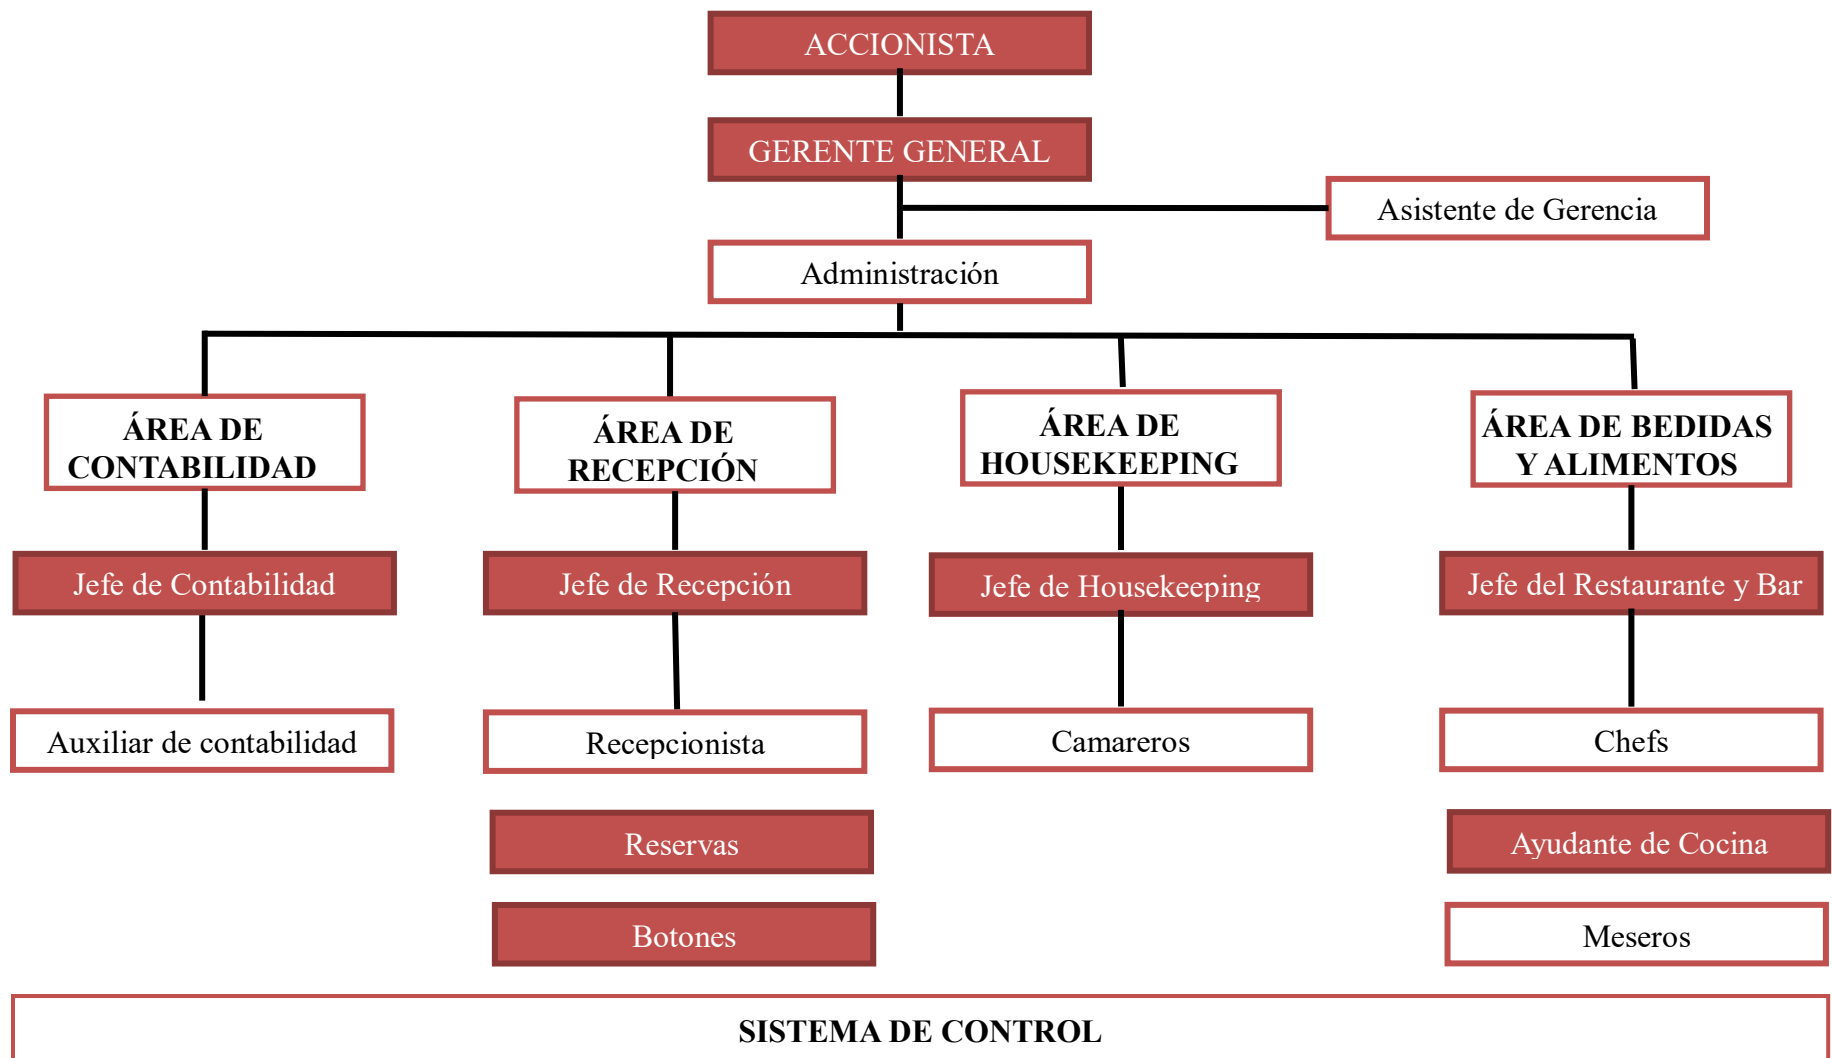 ACCIONISTA
GERENTE GENERAL
Asistente de Gerencia
Administración
ÁREA DE
CONTABILIDAD
ÁREA DE
RECEPCIÓN
ÁREA DE
HOUSEKEEPING
ÁREA DE BEDIDAS
Y ALIMENTOS
Jefe de Contabilidad
Jefe de Recepción
Jefe de Housekeeping
Jefe del Restaurante y Bar
Auxiliar de contabilidad
Recepcionista
Camareros
Chefs
Reservas
Ayudante de Cocina
Botones
Meseros
SISTEMA DE CONTROL